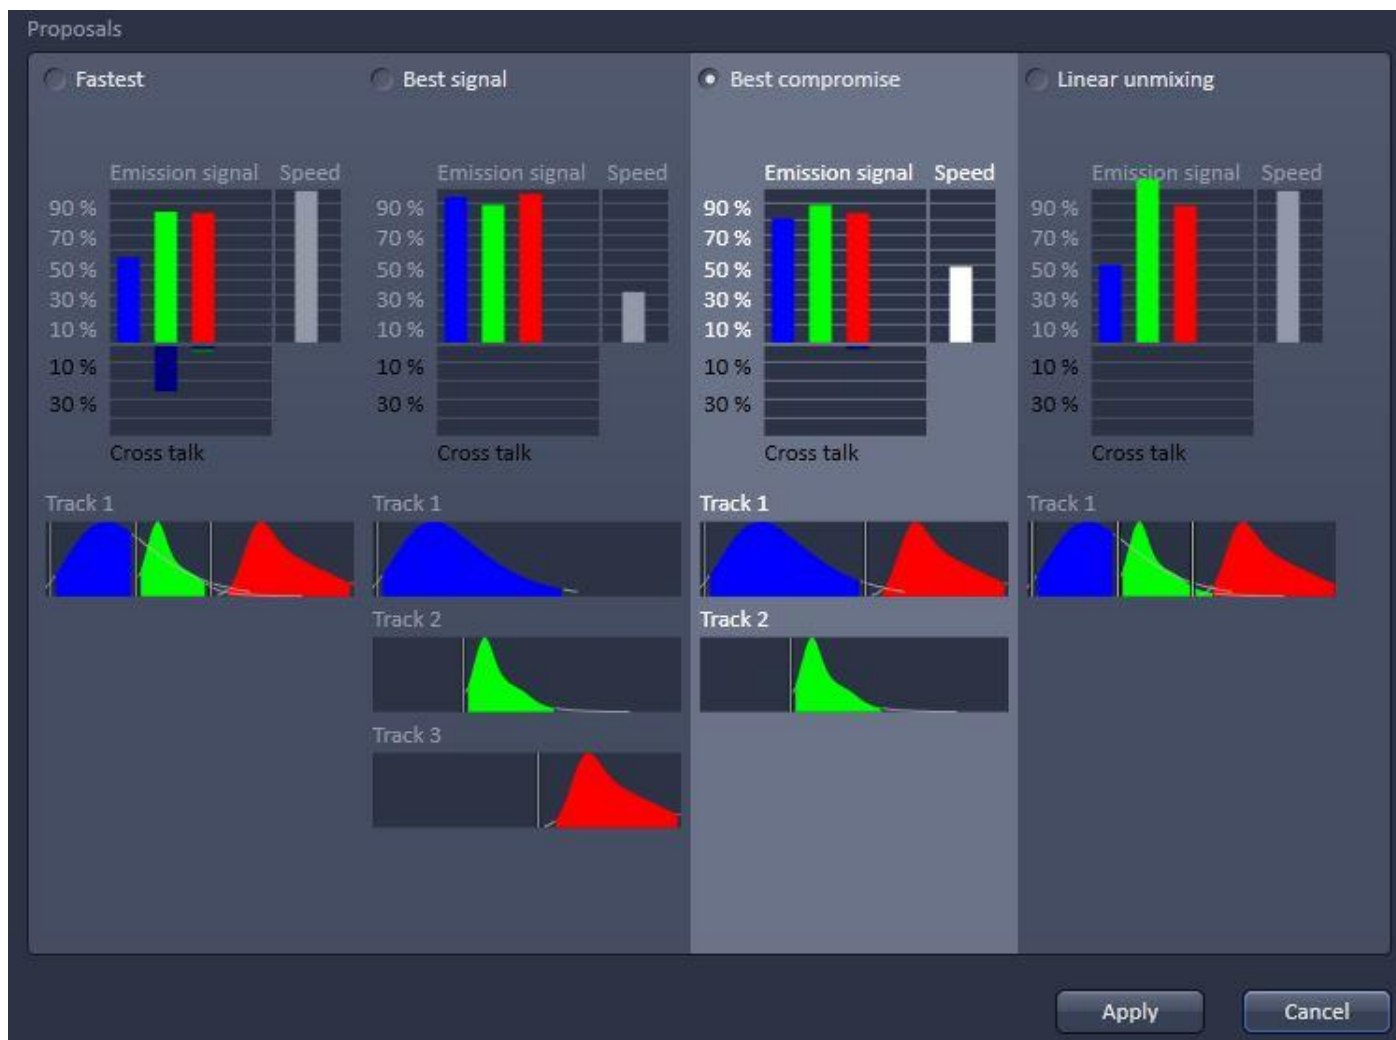 Proposals
Fastest
Best signal
Best compromise
Linear unmixing
Emission signal Speed
Emission signal Speed
Emission signal Speed
Emission signal Speed
90 %
70 %
50 %
30 %
10 %
10 %
30 %
Cross talk
90 %
70 %
50 %
30 %
10 %
10 %
30 %
Cross talk
90 %
70 %
50 %
30 %
10 %
10 %
30 %
Cross talk
90 %
70 %
50 %
30 %
10 %
10 %
30 %
Cross talk
Track 1
Track 1
Track 2
Track 3
Track 1
Track 2
Track 1
Apply
Cancel